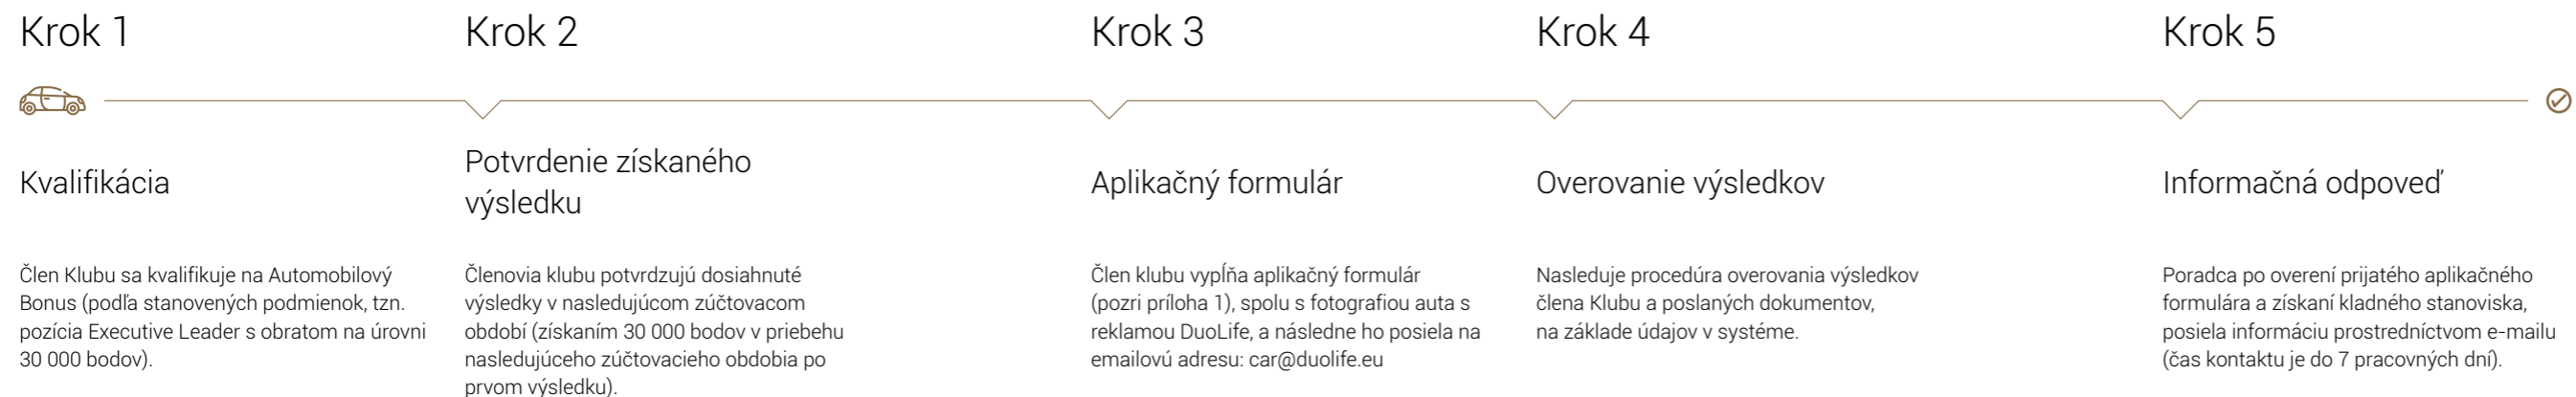 Krok 1
Kvalifikácia
Člen Klubu sa kvalifikuje na Automobilový
Bonus (podľa stanovených podmienok, tzn.
pozícia Executive Leader s obratom na úrovni
30 000 bodov).
Krok 2
Potvrdenie získaného
výsledku
Členovia klubu potvrdzujú dosiahnuté
výsledky v nasledujúcom zúčtovacom
období (získaním 30 000 bodov v priebehu
nasledujúceho zúčtovacieho obdobia po
prvom výsledku).
Krok 3
Aplikačný formulár
Člen klubu vypĺňa aplikačný formulár
(pozri príloha 1), spolu s fotografiou auta s
reklamou DuoLife, a následne ho posiela na
emailovú adresu: car@duolife.eu
Krok 4
Overovanie výsledkov
Nasleduje procedúra overovania výsledkov
člena Klubu a poslaných dokumentov,
na základe údajov v systéme.
Krok 5
Informačná odpoveď
Poradca po overení prijatého aplikačného
formulára a získaní kladného stanoviska,
posiela informáciu prostredníctvom e-mailu
(čas kontaktu je do 7 pracovných dní).